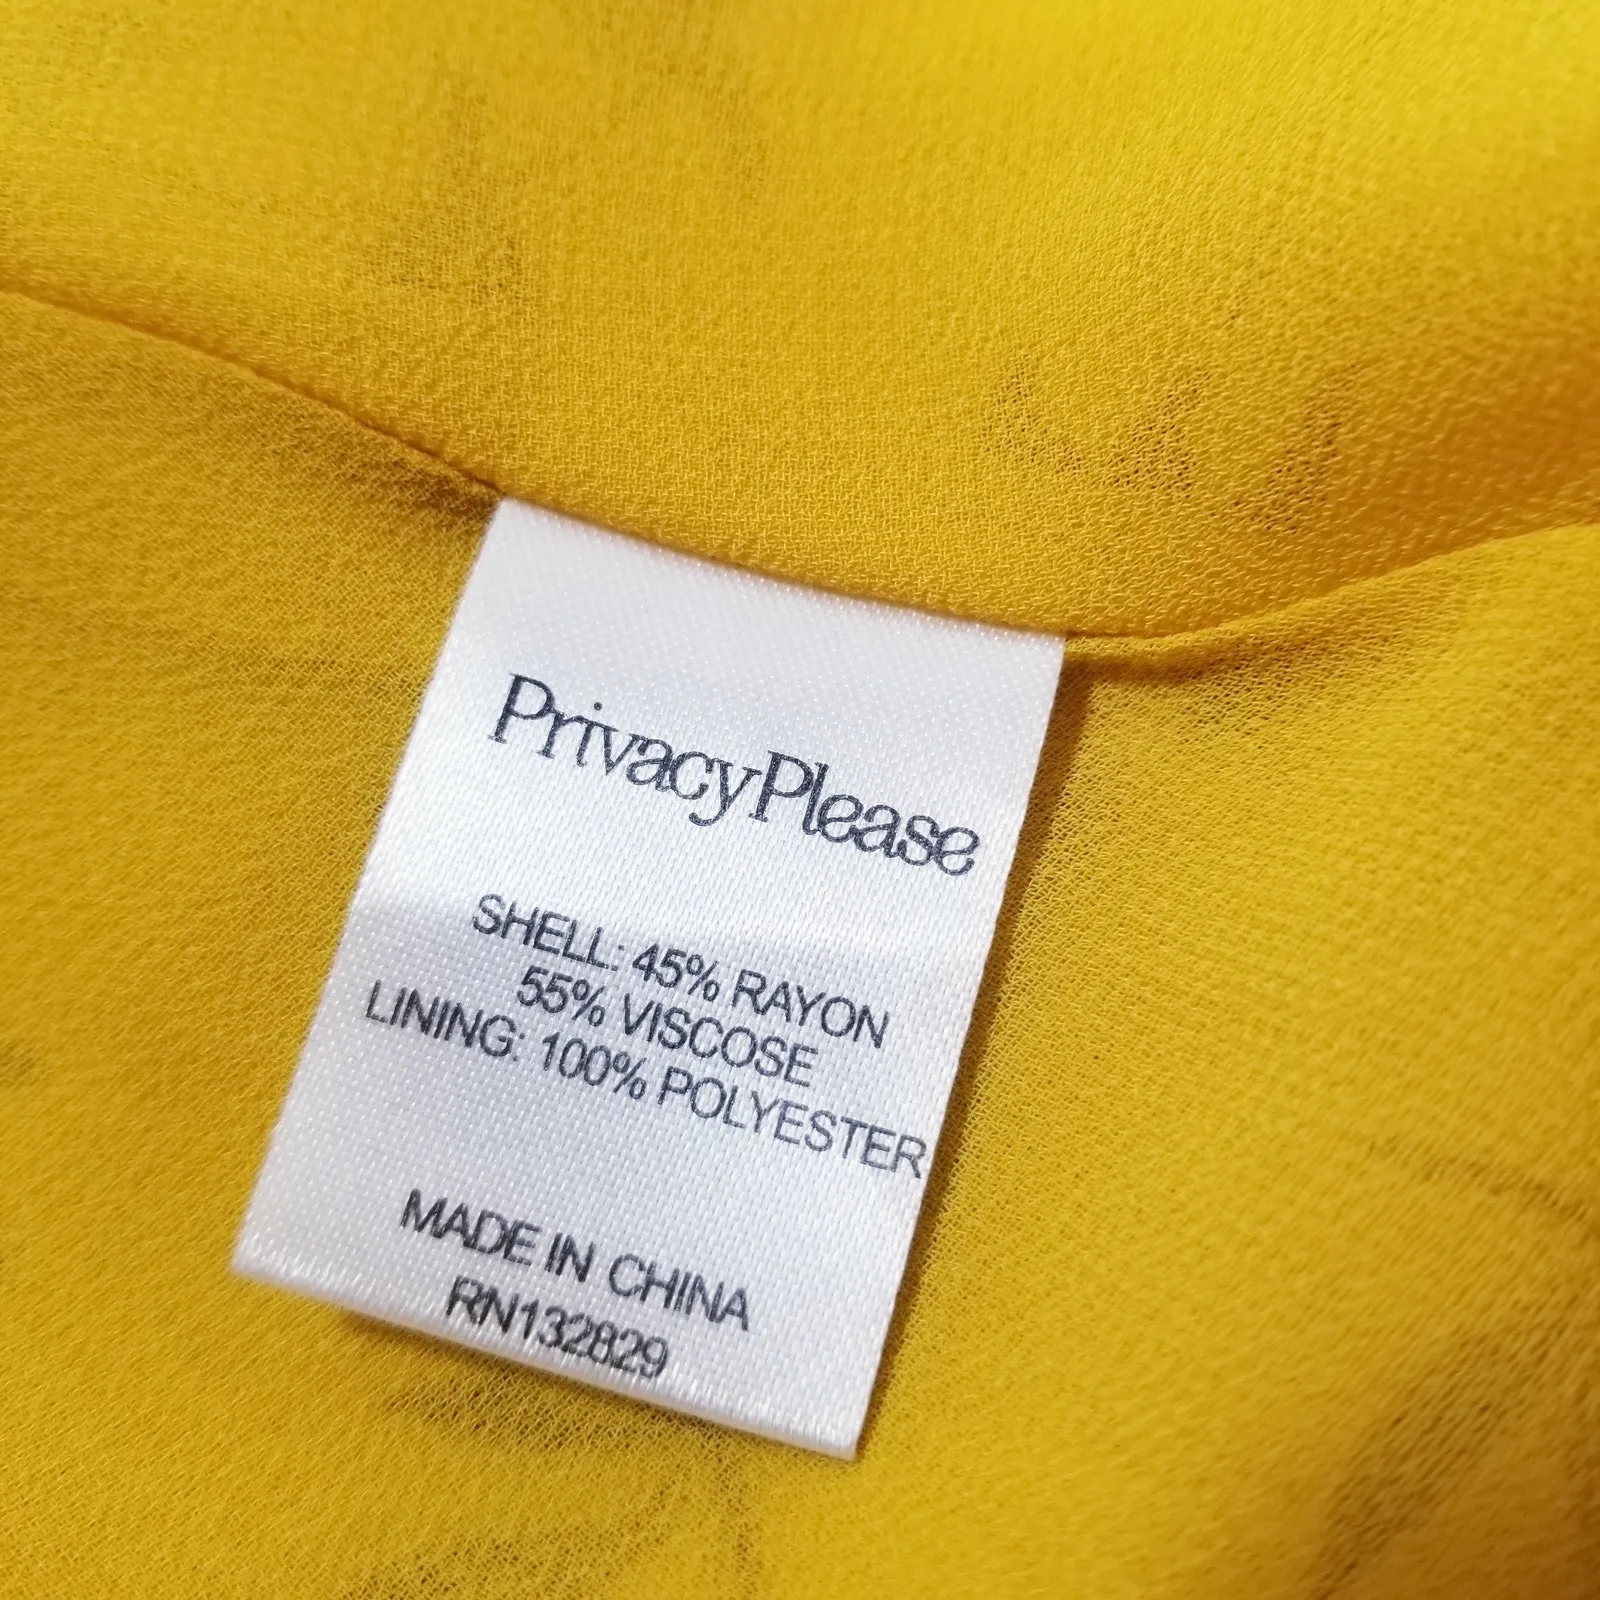 PrivacyPlease
SHELL: 45% RAYON
55% VISCOSE
LINING: 100% POLYESTER
MADE IN CHINA
RN132829